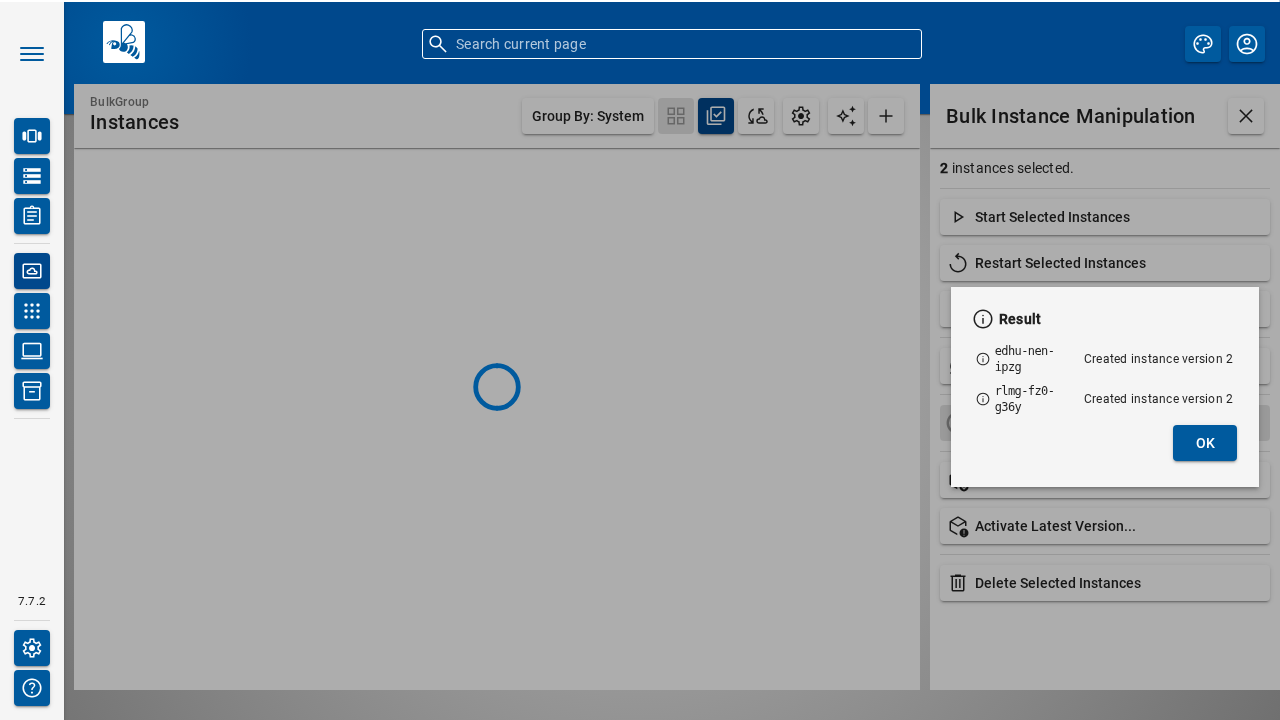 Search current page
BulkGroup
Instances
Group By: System
Bulk Instance Manipulation
2 instances selected.
Start Selected Instances
Restart Selected Instances
Result
edhu-nen-
ipzg
Created instance version 2
rlmg-fz0-
g36y
Created instance version 2
OK
Activate Latest Version...
Delete Selected Instances
7.7.2